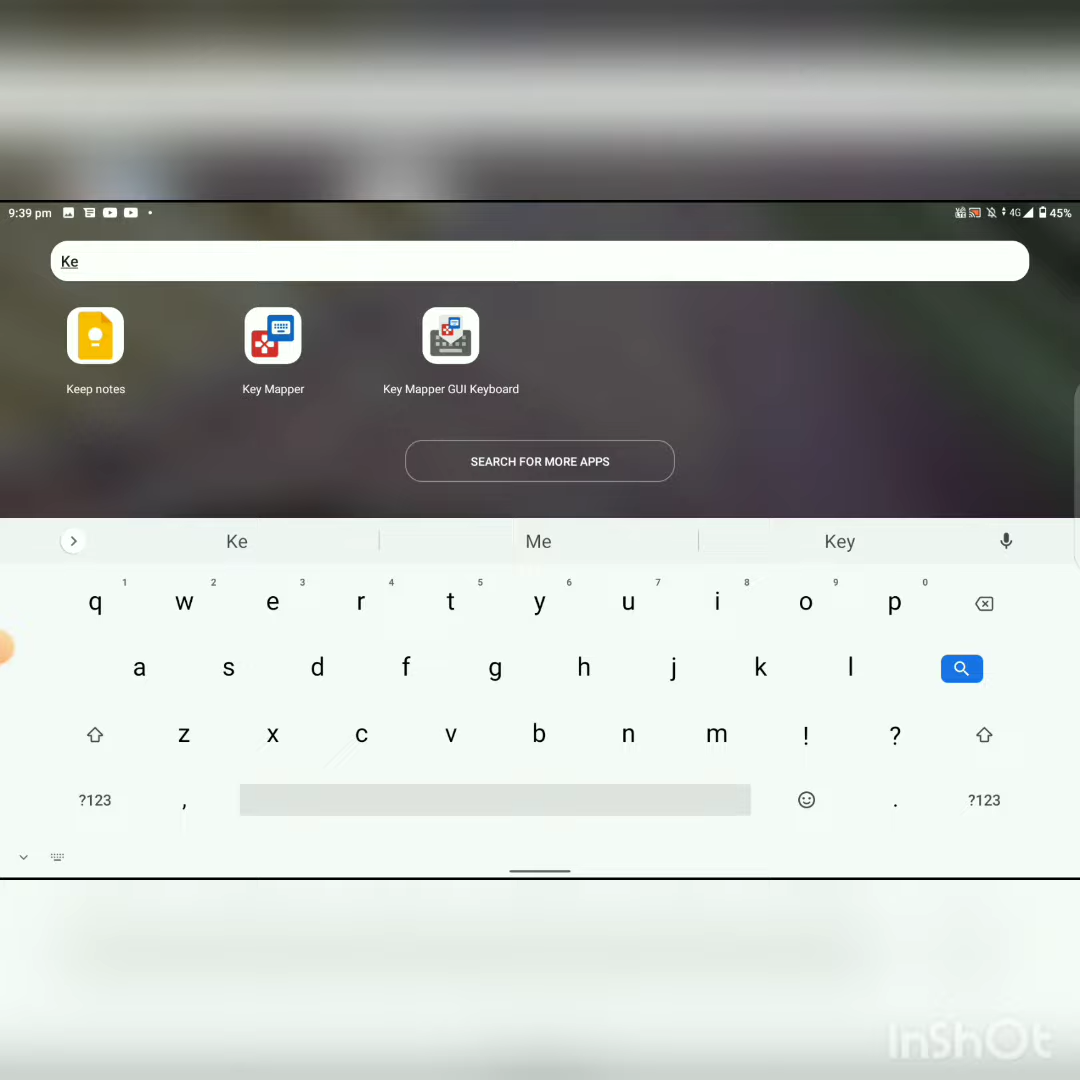 9:39 pm 4G 45%
Ke
Keep notes Key Mapper Key Mapper GUI Keyboard
SEARCH FOR MORE APPS
Ke Me Key
1 2 3 4 5 6 7 8 9 0
q w e r t y u i o p
a s d f g h j k l
z x c v b n m ! ?
?123 , . ?123
InShOt